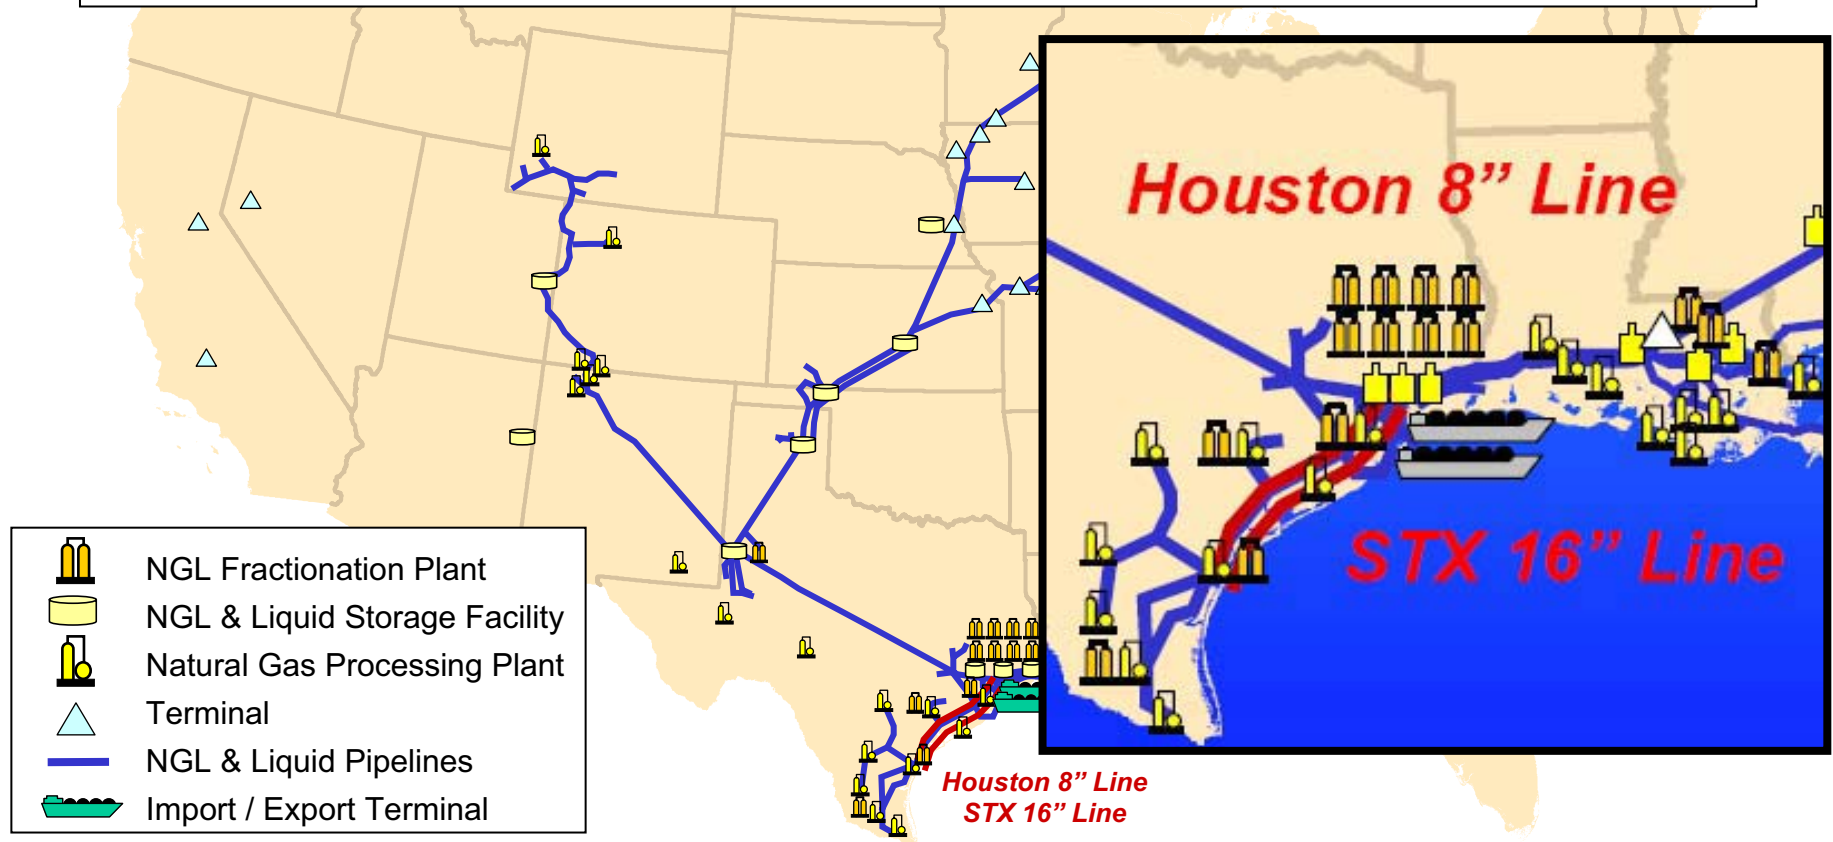 Houston 8” Line
STX 16” Line
NGL Fractionation Plant
NGL & Liquid Storage Facility
Natural Gas Processing Plant
Terminal
NGL & Liquid Pipelines
Import / Export Terminal
Houston 8” Line
STX 16” Line